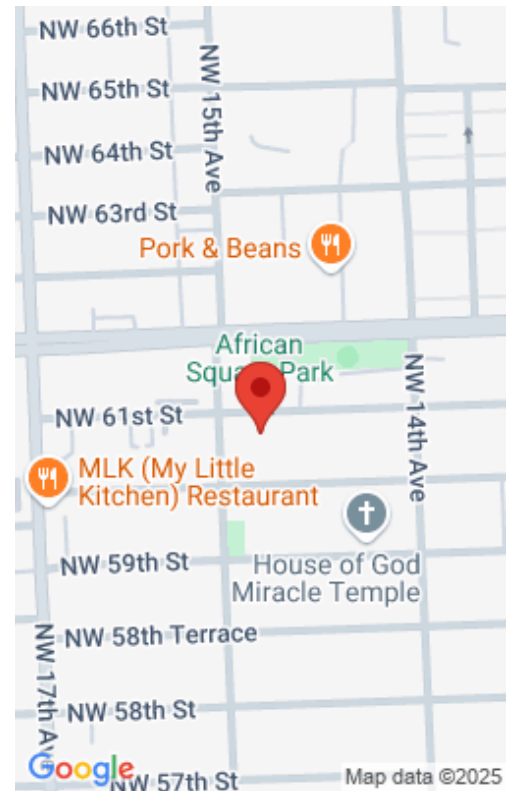 NW 66th St
NW 65th St
NW 15th Ave
NW 64th St
NW 63rd St
Pork & Beans
African
Square Park
NW 61st St
NW 14th Ave
MLK (My Little
Kitchen) Restaurant
House of God
Miracle Temple
NW 59th St
NW 58th Terrace
NW 17th Ave
NW 58th St
Google
NW 57th St
Map data ©2025